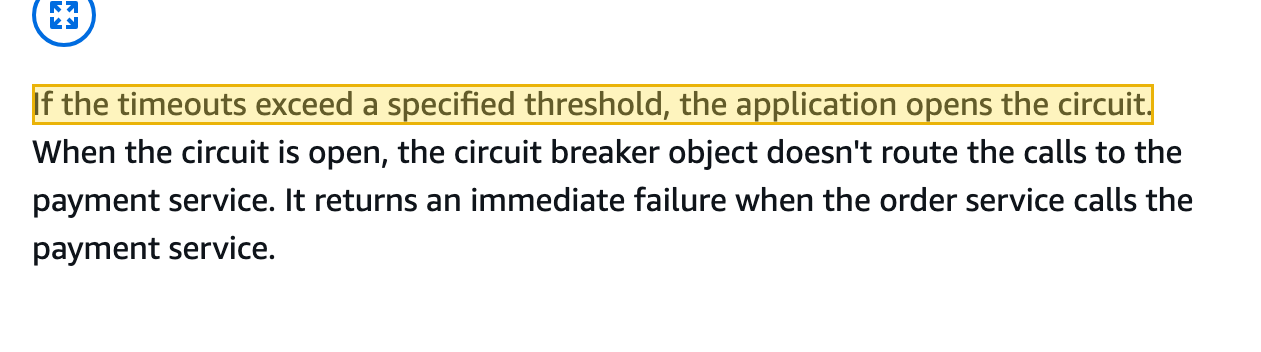 If the timeouts exceed a specified threshold, the application opens the circuit.
When the circuit is open, the circuit breaker object doesn't route the calls to the
payment service. It returns an immediate failure when the order service calls the
payment service.